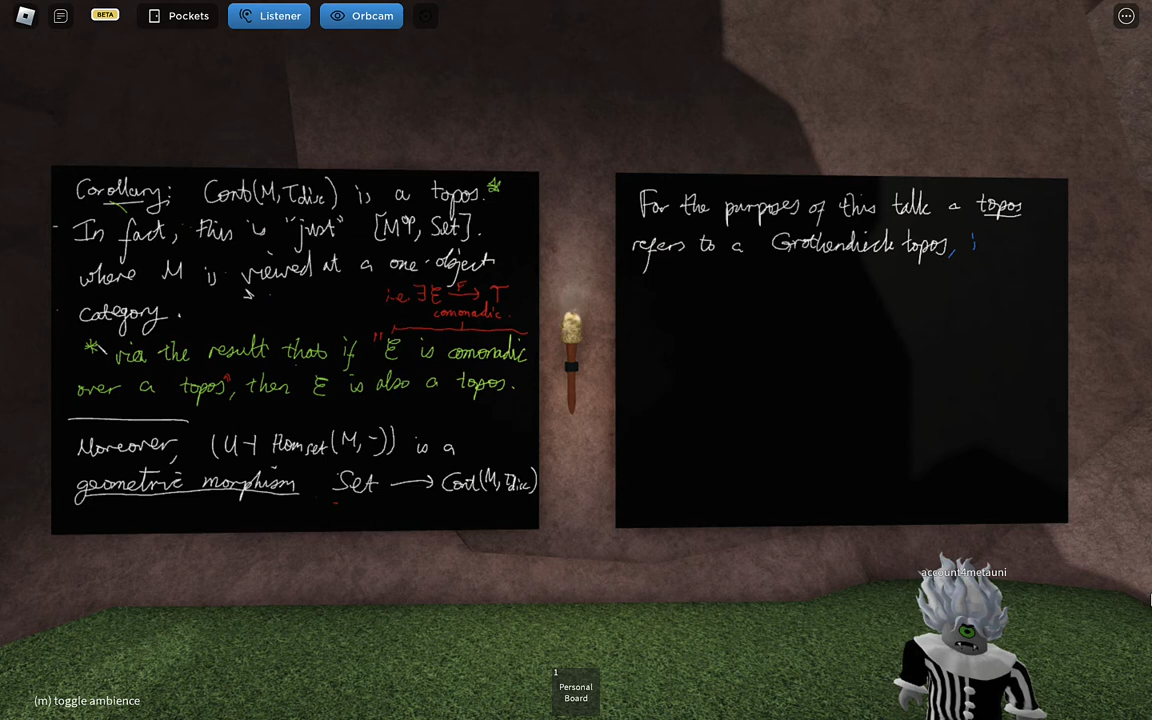 BETA
Pockets
Listener
Orbcam
Corollary: Cont(M, Tdisc) is a topos.*
In fact, this is "just" [M^op, Set].
where M is viewed at a one-object
category.
i.e. ∃ ℰ F→ T
comonadic.
* via the result that if "ℰ is comonadic
over a topos", then ℰ is also a topos.
Moreover, (U ⊣ Homset(M,-)) is a
geometric morphism Set → Cont(M, Tdisc)
For the purposes of this talk a topos
refers to a Grothendieck topos, i
account4metauni
1
Personal
Board
(m) toggle ambience